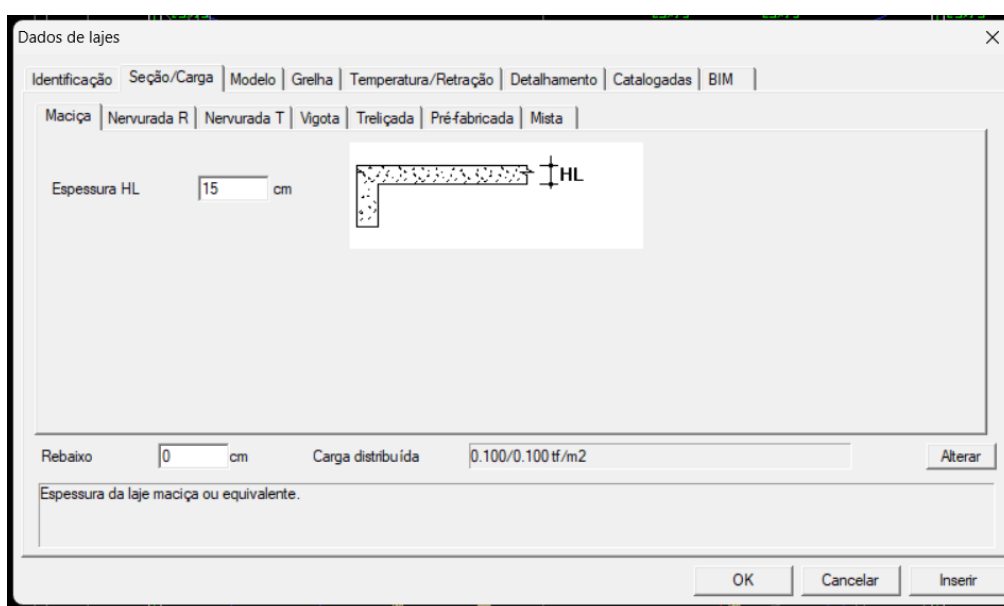 Dados de lajes
Identificação Seção/Carga Modelo Grelha Temperatura/Retração Detalhamento Catalogadas BIM
Maciça Nervurada R Nervurada T Vigota Treliçada Pré-fabricada Mista
Espessura HL 15 cm HL
Rebaixo 0 cm Carga distribuída 0.100/0.100 tf/m2 Alterar
Espessura da laje maciça ou equivalente.
OK Cancelar Inserir